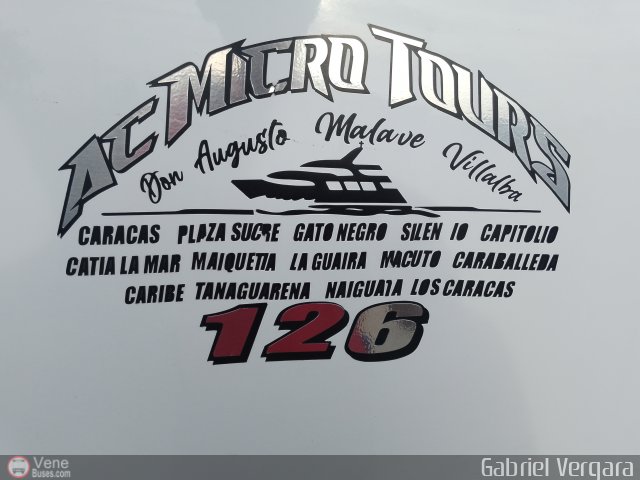 AC MICRO TOURS
Don Augusto Malave Villalba
CARACAS PLAZA SUCRE GATO NEGRO SILEN IO CAPITOLIO
CATIA LA MAR MAIQUETIA LA GUAIRA MACUTO CARABALLEDA
CARIBE TANAGUARENA NAIGUATA LOS CARACAS
126
Vene
Buses.com
Gabriel Vergara